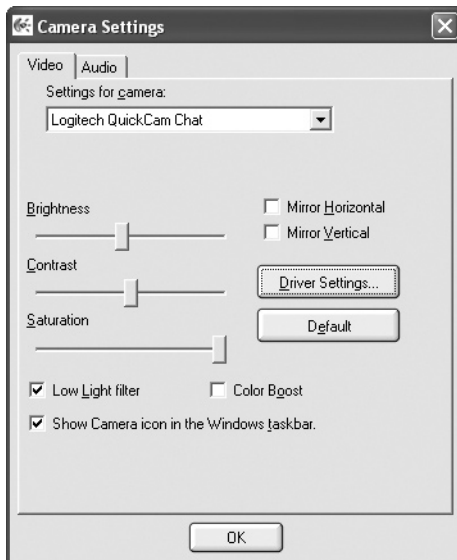 Camera Settings
Video Audio
Settings for camera:
Logitech QuickCam Chat
Brightness
Mirror Horizontal
Mirror Vertical
Contrast
Driver Settings...
Saturation
Default
Low Light filter
Color Boost
Show Camera icon in the Windows taskbar.
OK